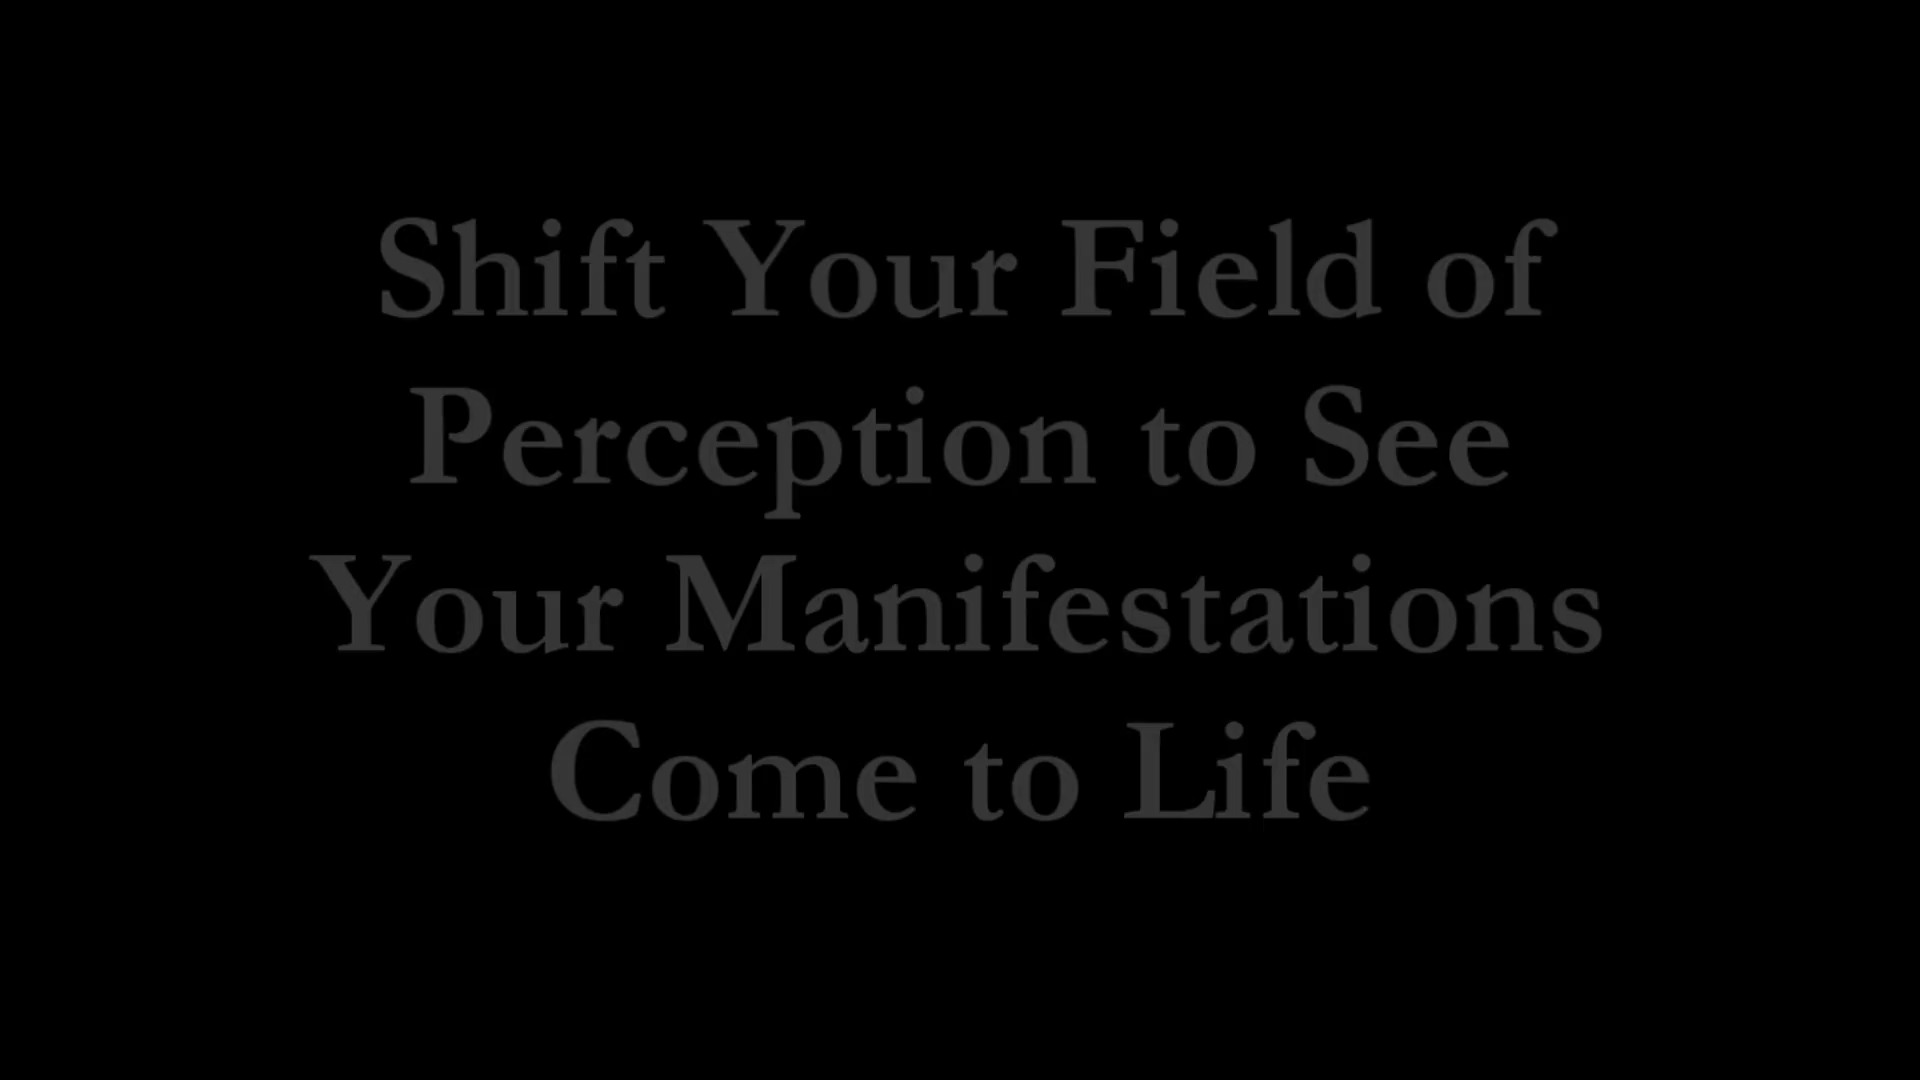 Shift Your Field of
Perception to See
Your Manifestations
Come to Life